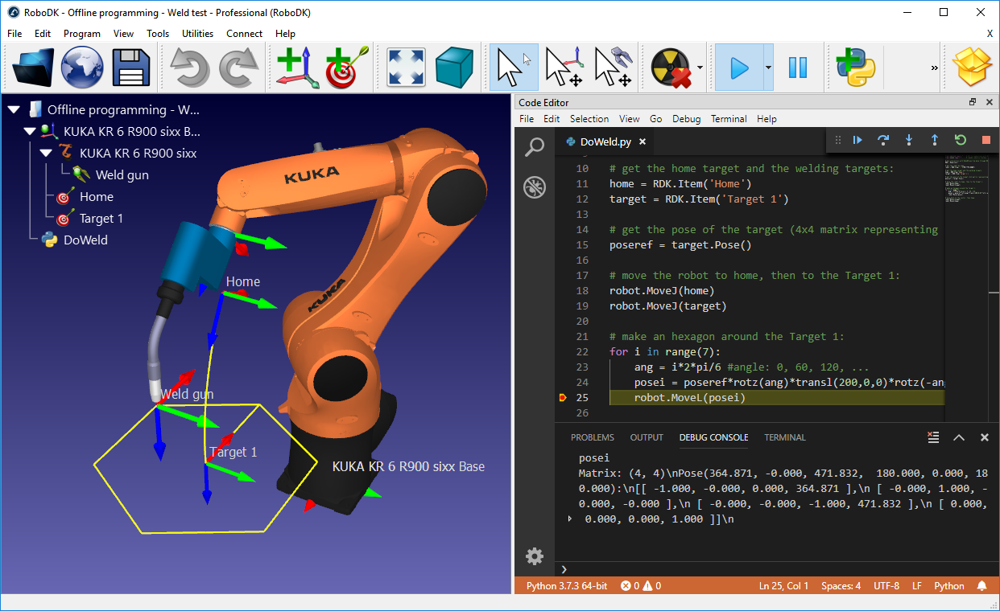 RoboDK - Offline programming - Weld test - Professional (RoboDK)
File Edit Program View Tools Utilities Connect Help X
»
Offline programming - W...
KUKA KR 6 R900 sixx B...
KUKA KR 6 R900 sixx
Weld gun
Home
Target 1
DoWeld
KUKA
KUKA
Home
Weld gun
Target 1
KUKA KR 6 R900 sixx Base
Code Editor
File Edit Selection View Go Debug Terminal Help
DoWeld.py
10 # get the home target and the welding targets:
11 home = RDK.Item('Home')
12 target = RDK.Item('Target 1')
13
14 # get the pose of the target (4x4 matrix representing
15 poseref = target.Pose()
16
17 # move the robot to home, then to the Target 1:
18 robot.MoveJ(home)
19 robot.MoveJ(target)
20
21 # make an hexagon around the Target 1:
22 for i in range(7):
23 ang = i*2*pi/6 #angle: 0, 60, 120, ...
24 posei = poseref*rotz(ang)*transl(200,0,0)*rotz(-an
25 robot.MoveL(posei)
26
PROBLEMS OUTPUT DEBUG CONSOLE TERMINAL
posei
Matrix: (4, 4)\nPose(364.871, -0.000, 471.832,  180.000, 0.000, 18
0.000):\n[[ -1.000, -0.000, 0.000, 364.871 ],\n [ -0.000, 1.000, -
0.000, -0.000 ],\n [ -0.000, -0.000, -1.000, 471.832 ],\n [ 0.000,
0.000, 0.000, 1.000 ]]\n
Python 3.7.3 64-bit 0 0 Ln 25, Col 1 Spaces: 4 UTF-8 LF Python